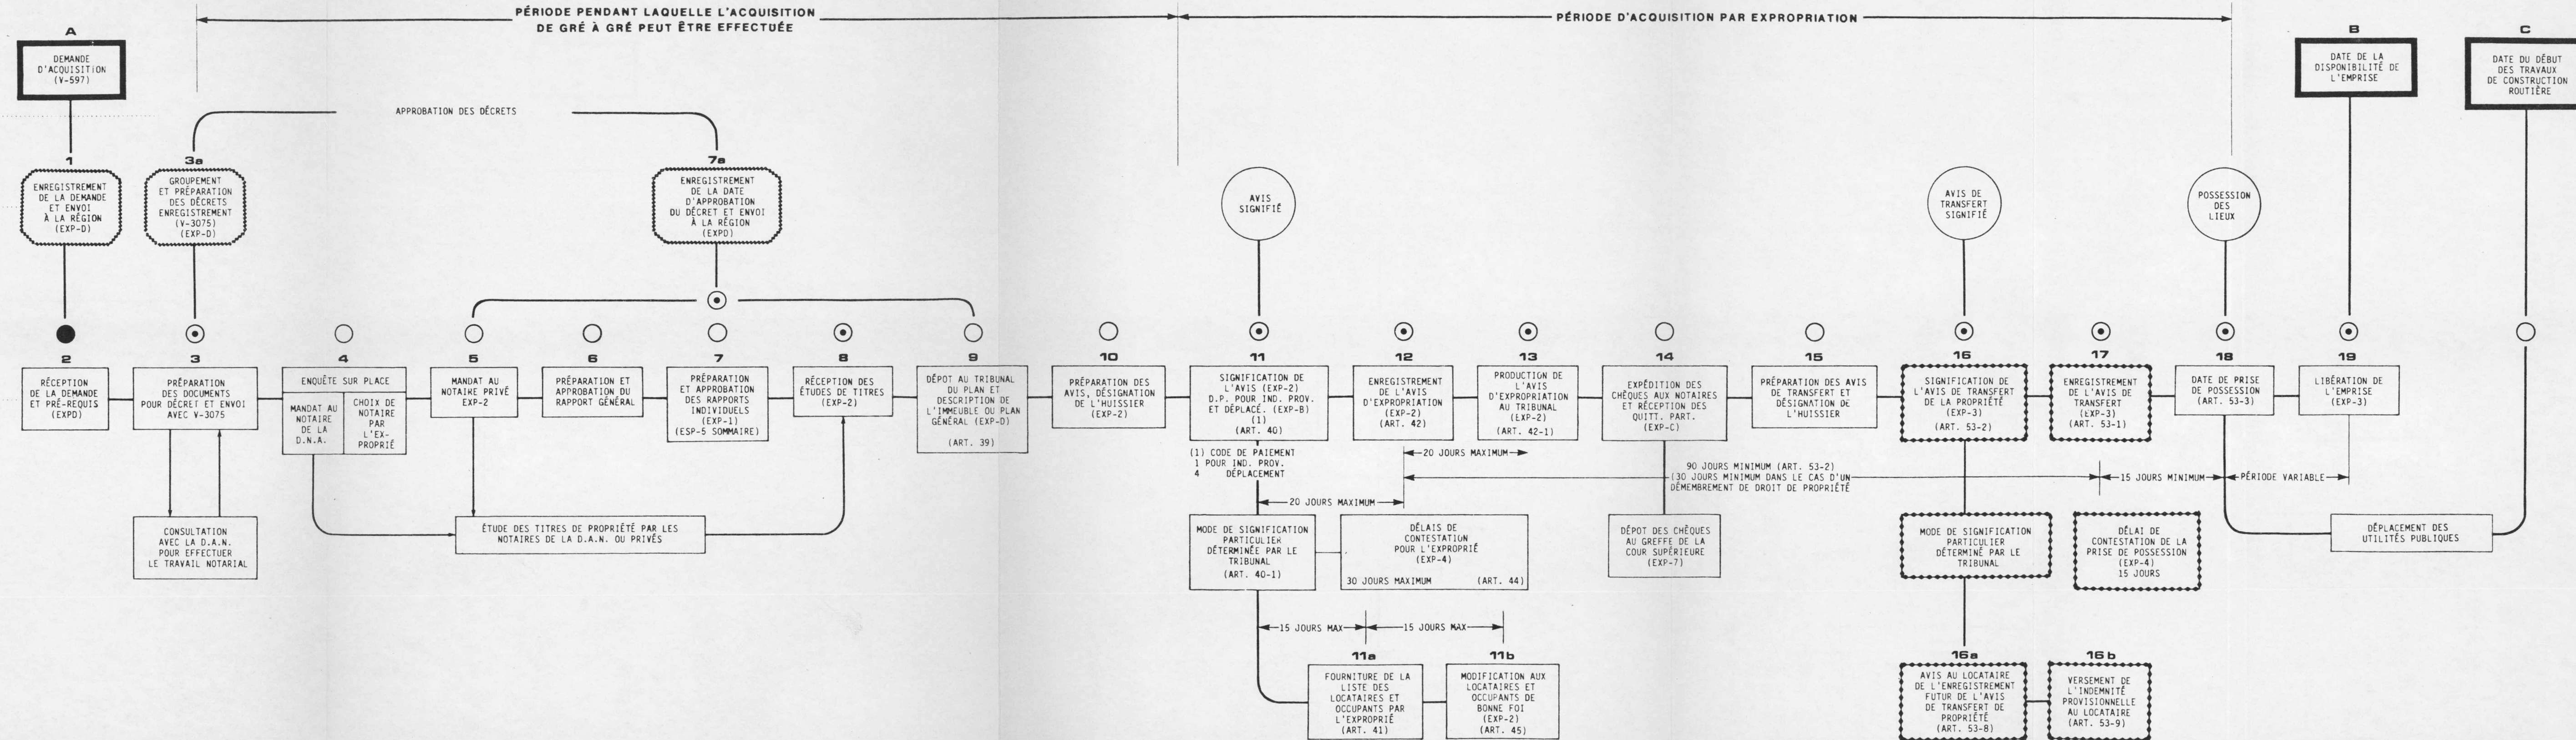 PÉRIODE PENDANT LAQUELLE L'ACQUISITION
DE GRÉ À GRÉ PEUT ÊTRE EFFECTUÉE
PÉRIODE D'ACQUISITION PAR EXPROPRIATION
A
DEMANDE
D'ACQUISITION
(V-597)
B
DATE DE LA
DISPONIBILITÉ DE
L'EMPRISE
C
DATE DU DÉBUT
DES TRAVAUX
DE CONSTRUCTION
ROUTIÈRE
APPROBATION DES DÉCRETS
1
ENREGISTREMENT
DE LA DEMANDE
ET ENVOI
À LA RÉGION
(EXP-D)
3a
GROUPEMENT
ET PRÉPARATION
DES DÉCRETS
ENREGISTREMENT
(V-3075)
(EXP-D)
7a
ENREGISTREMENT
DE LA DATE
D'APPROBATION
DU DÉCRET ET ENVOI
À LA RÉGION
(EXPD)
AVIS
SIGNIFIÉ
AVIS DE
TRANSFERT
SIGNIFIÉ
POSSESSION
DES
LIEUX
2
RÉCEPTION
DE LA DEMANDE
ET PRÉ-REQUIS
(EXPD)
3
PRÉPARATION
DES DOCUMENTS
POUR DÉCRET ET ENVOI
AVEC V-3075
4
ENQUÊTE SUR PLACE
MANDAT AU
NOTAIRE
DE LA
D.N.A.
CHOIX DE
NOTAIRE
PAR
L'EX-
PROPRIÉ
5
MANDAT AU
NOTAIRE PRIVÉ
EXP-2
6
PRÉPARATION ET
APPROBATION DU
RAPPORT GÉNÉRAL
7
PRÉPARATION
ET APPROBATION
DES RAPPORTS
INDIVIDUELS
(EXP-1)
(ESP-5 SOMMAIRE)
8
RÉCEPTION DES
ÉTUDES DE TITRES
(EXP-2)
9
DÉPOT AU TRIBUNAL
DU PLAN ET
DESCRIPTION DE
L'IMMEUBLE OU PLAN
GÉNÉRAL (EXP-D)
(ART. 39)
10
PRÉPARATION DES
AVIS, DÉSIGNATION
DE L'HUISSIER
(EXP-2)
11
SIGNIFICATION DE
L'AVIS (EXP-2)
D.P. POUR IND. PROV.
ET DÉPLACÉ. (EXP-B)
(1)
(ART. 40)
12
ENREGISTREMENT
DE L'AVIS
D'EXPROPRIATION
(EXP-2)
(ART. 42)
13
PRODUCTION DE
L'AVIS
D'EXPROPRIATION
AU TRIBUNAL
(EXP-2)
(ART. 42-1)
14
EXPÉDITION DES
CHÈQUES AUX NOTAIRES
ET RÉCEPTION DES
QUITT. PART.
(EXP-C)
15
PRÉPARATION DES AVIS
DE TRANSFERT ET
DÉSIGNATION DE
L'HUISSIER
16
SIGNIFICATION DE
L'AVIS DE TRANSFERT
DE LA PROPRIÉTÉ
(EXP-3)
(ART. 53-2)
17
ENREGISTREMENT
DE L'AVIS DE
TRANSFERT
(EXP-3)
(ART. 53-1)
18
DATE DE PRISE
DE POSSESSION
(ART. 53-3)
19
LIBÉRATION DE
L'EMPRISE
(EXP-3)
(1) CODE DE PAIEMENT
1 POUR IND. PROV.
4 DÉPLACEMENT
20 JOURS MAXIMUM
90 JOURS MINIMUM (ART. 53-2)
(30 JOURS MINIMUM DANS LE CAS D'UN
DÉMEMBREMENT DE DROIT DE PROPRIÉTÉ
15 JOURS MINIMUM
PÉRIODE VARIABLE
20 JOURS MAXIMUM
CONSULTATION
AVEC LA D.A.N.
POUR EFFECTUER
LE TRAVAIL NOTARIAL
ÉTUDE DES TITRES DE PROPRIÉTÉ PAR LES
NOTAIRES DE LA D.A.N. OU PRIVÉS
MODE DE SIGNIFICATION
PARTICULIER
DÉTERMINÉE PAR LE
TRIBUNAL
(ART. 40-1)
DÉLAIS DE
CONTESTATION
POUR L'EXPROPRIÉ
(EXP-4)
30 JOURS MAXIMUM (ART. 44)
DÉPOT DES CHÈQUES
AU GREFFE DE LA
COUR SUPÉRIEURE
(EXP-7)
MODE DE SIGNIFICATION
PARTICULIER
DÉTERMINÉ PAR LE
TRIBUNAL
DÉLAI DE
CONTESTATION DE LA
PRISE DE POSSESSION
(EXP-4)
15 JOURS
DÉPLACEMENT DES
UTILITÉS PUBLIQUES
15 JOURS MAX
15 JOURS MAX
11a
FOURNITURE DE LA
LISTE DES
LOCATAIRES ET
OCCUPANTS PAR
L'EXPROPRIÉ
(ART. 41)
11b
MODIFICATION AUX
LOCATAIRES ET
OCCUPANTS DE
BONNE FOI
(EXP-2)
(ART. 45)
16a
AVIS AU LOCATAIRE
DE L'ENREGISTREMENT
FUTUR DE L'AVIS
DE TRANSFERT DE
PROPRIÉTÉ
(ART. 53-8)
16b
VERSEMENT DE
L'INDEMNITÉ
PROVISIONNELLE
AU LOCATAIRE
(ART. 53-9)